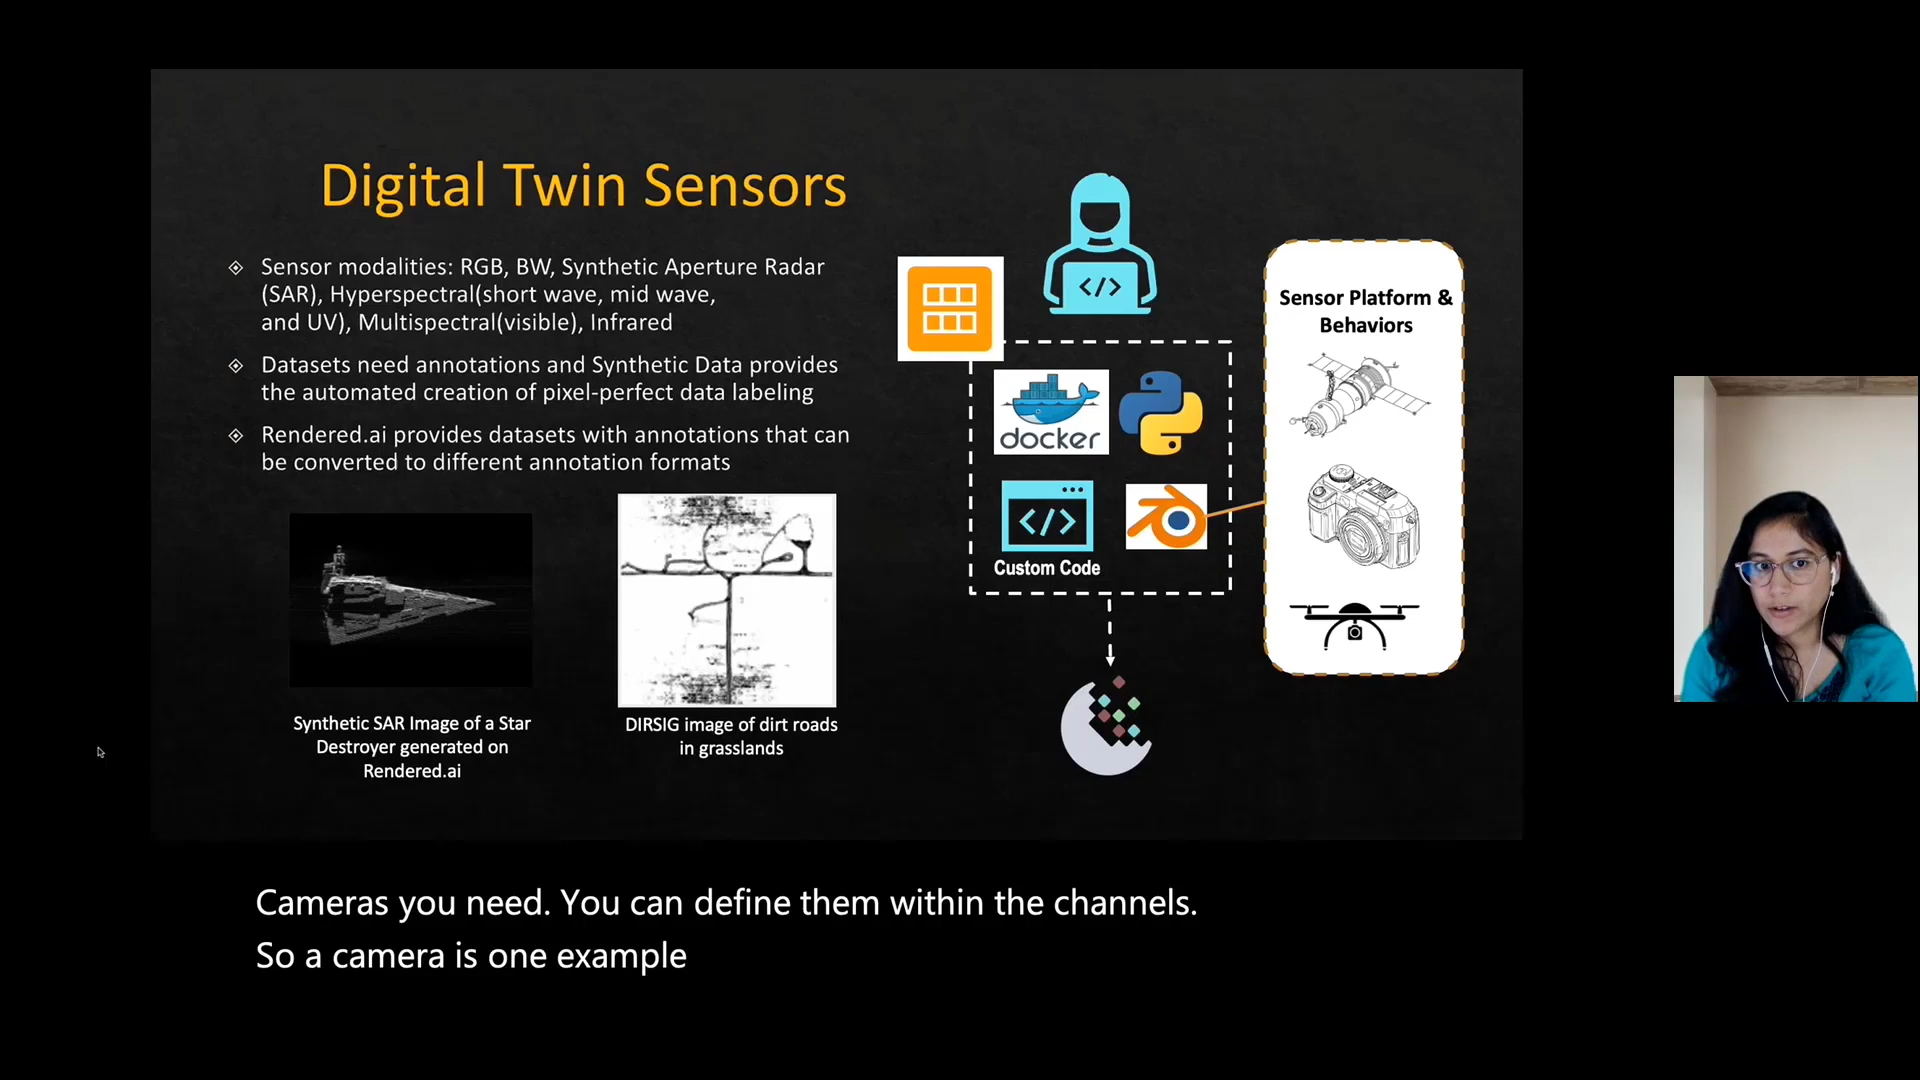 Digital Twin Sensors
Sensor modalities: RGB, BW, Synthetic Aperture Radar
(SAR), Hyperspectral(short wave, mid wave,
and UV), Multispectral(visible), Infrared
Datasets need annotations and Synthetic Data provides
the automated creation of pixel-perfect data labeling
Rendered.ai provides datasets with annotations that can
be converted to different annotation formats
Synthetic SAR Image of a Star
Destroyer generated on
Rendered.ai
DIRSIG image of dirt roads
in grasslands
</>
docker
</>
Custom Code
Sensor Platform &
Behaviors
Cameras you need. You can define them within the channels.
So a camera is one example